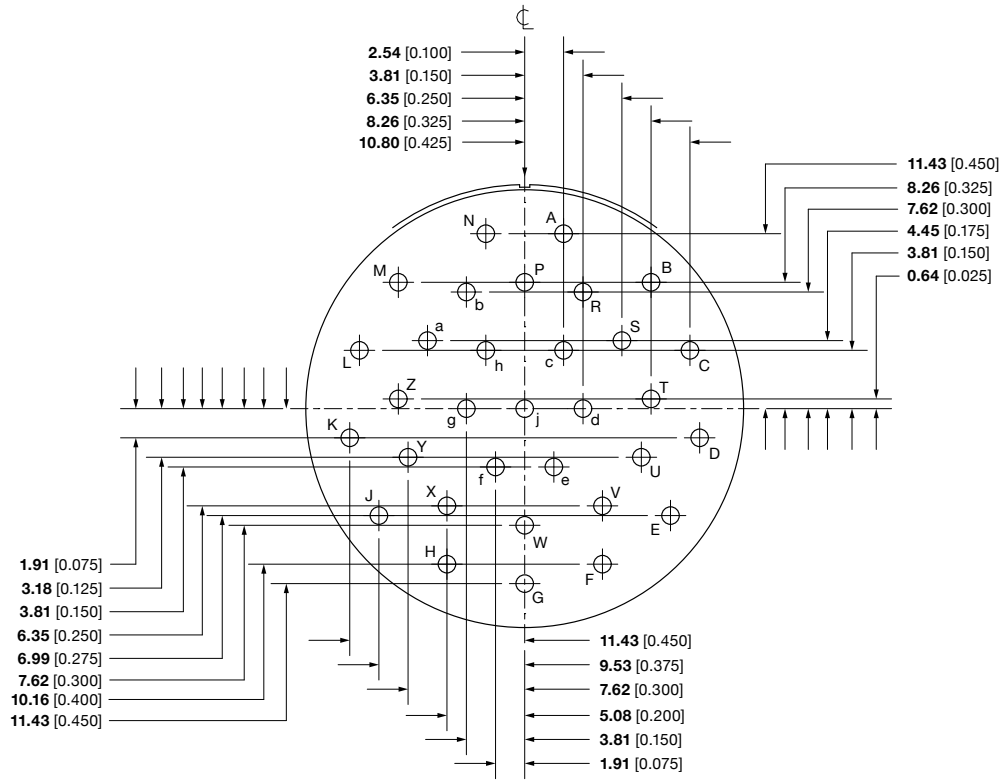 ℄
2.54 [0.100]
3.81 [0.150]
6.35 [0.250]
8.26 [0.325]
10.80 [0.425]
11.43 [0.450]
8.26 [0.325]
7.62 [0.300]
4.45 [0.175]
3.81 [0.150]
0.64 [0.025]
N A
M P B
b R
a S
L h c C
Z T
g j d
K D
Y U
f e
X V
J E
W
H F
G
1.91 [0.075]
3.18 [0.125]
3.81 [0.150]
6.35 [0.250]
6.99 [0.275]
7.62 [0.300]
10.16 [0.400]
11.43 [0.450]
11.43 [0.450]
9.53 [0.375]
7.62 [0.300]
5.08 [0.200]
3.81 [0.150]
1.91 [0.075]